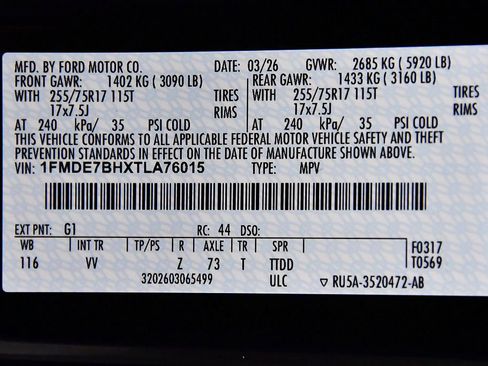 MFD. BY FORD MOTOR CO. DATE: 03/26 GVWR: 2685 KG ( 5920 LB)
FRONT GAWR: 1402 KG ( 3090 LB) REAR GAWR: 1433 KG ( 3160 LB)
WITH 255/75R17 115T TIRES WITH 255/75R17 115T TIRES
17x7.5J RIMS 17x7.5J RIMS
AT 240 kPa/ 35 PSI COLD AT 240 kPa/ 35 PSI COLD
THIS VEHICLE CONFORMS TO ALL APPLICABLE FEDERAL MOTOR VEHICLE SAFETY AND THEFT
PREVENTION STANDARDS IN EFFECT ON THE DATE OF MANUFACTURE SHOWN ABOVE.
VIN: 1FMDE7BHXTLA76015 TYPE: MPV
EXT PNT: G1 RC: 44 DSO:
WB INT TR TP/PS R AXLE TR SPR F0317
116 VV Z 73 T TTDD T0569
3202603065499 ULC ▽ RU5A-3520472-AB